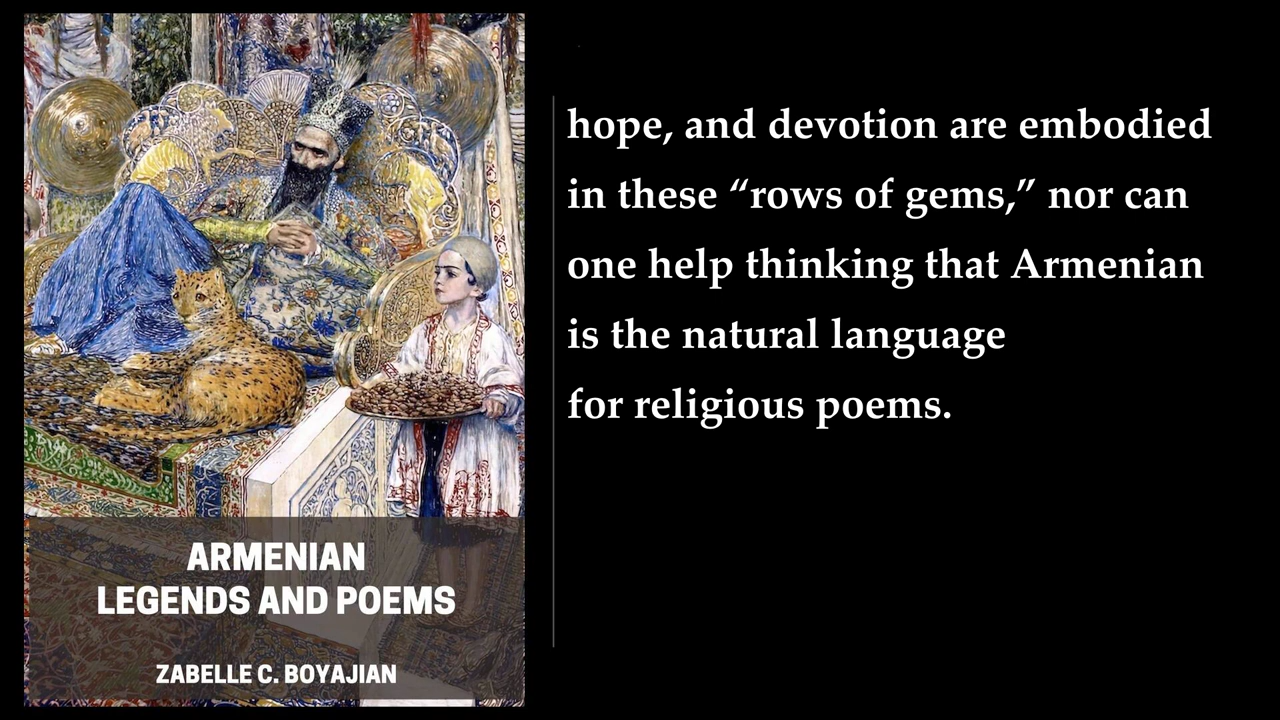 hope, and devotion are embodied
in these “rows of gems,” nor can
one help thinking that Armenian
is the natural language
for religious poems.
ARMENIAN
LEGENDS AND POEMS
ZABELLE C. BOYAJIAN